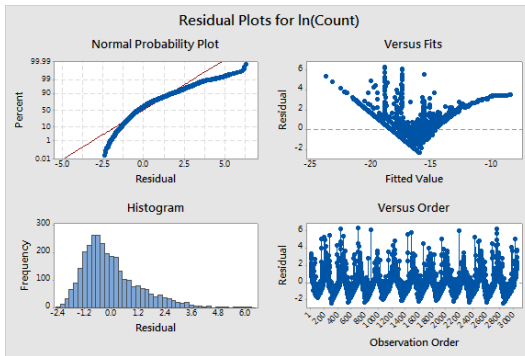 Residual Plots for ln(Count)
Normal Probability Plot
99.99
99
90
50
10
1
0.01
Percent
-5.0 -2.5 0.0 2.5 5.0
Residual
Versus Fits
6
4
2
0
-2
Residual
-25 -20 -15 -10
Fitted Value
Histogram
300
200
100
0
Frequency
-2.4 -1.2 0.0 1.2 2.4 3.6 4.8 6.0
Residual
Versus Order
6
4
2
0
-2
Residual
1 200 400 600 800 1000 1200 1400 1600 1800 2000 2200 2400 2600 2800 3000
Observation Order